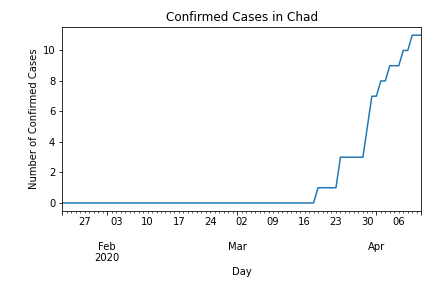 Confirmed Cases in Chad
Number of Confirmed Cases
10
8
6
4
2
0
27 03 10 17 24 02 09 16 23 30 06
Feb Mar Apr
2020
Day